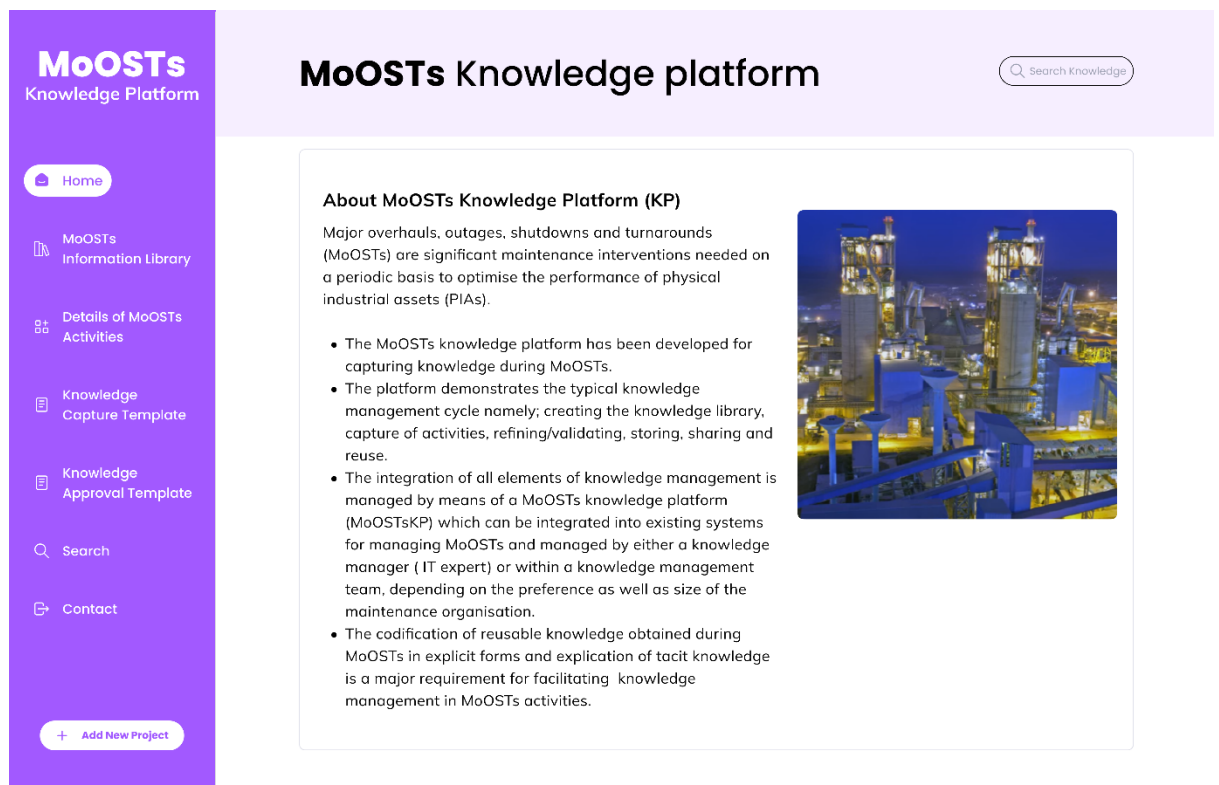 MoOSTs
Knowledge Platform
Home
MoOSTs
Information Library
Details of MoOSTs
Activities
Knowledge
Capture Template
Knowledge
Approval Template
Search
Contact
Add New Project
MoOSTs Knowledge platform
Search Knowledge
About MoOSTs Knowledge Platform (KP)
Major overhauls, outages, shutdowns and turnarounds
(MoOSTs) are significant maintenance interventions needed on
a periodic basis to optimise the performance of physical
industrial assets (PIAs).
• The MoOSTs knowledge platform has been developed for
capturing knowledge during MoOSTs.
• The platform demonstrates the typical knowledge
management cycle namely; creating the knowledge library,
capture of activities, refining/validating, storing, sharing and
reuse.
• The integration of all elements of knowledge management is
managed by means of a MoOSTs knowledge platform
(MoOSTsKP) which can be integrated into existing systems
for managing MoOSTs and managed by either a knowledge
manager ( IT expert) or within a knowledge management
team, depending on the preference as well as size of the
maintenance organisation.
• The codification of reusable knowledge obtained during
MoOSTs in explicit forms and explication of tacit knowledge
is a major requirement for facilitating  knowledge
management in MoOSTs activities.